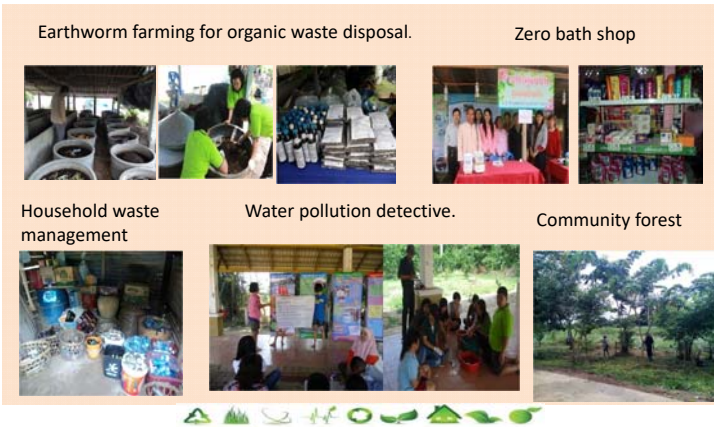 Earthworm farming for organic waste disposal.
Zero bath shop
Household waste
management
Water pollution detective.
Community forest